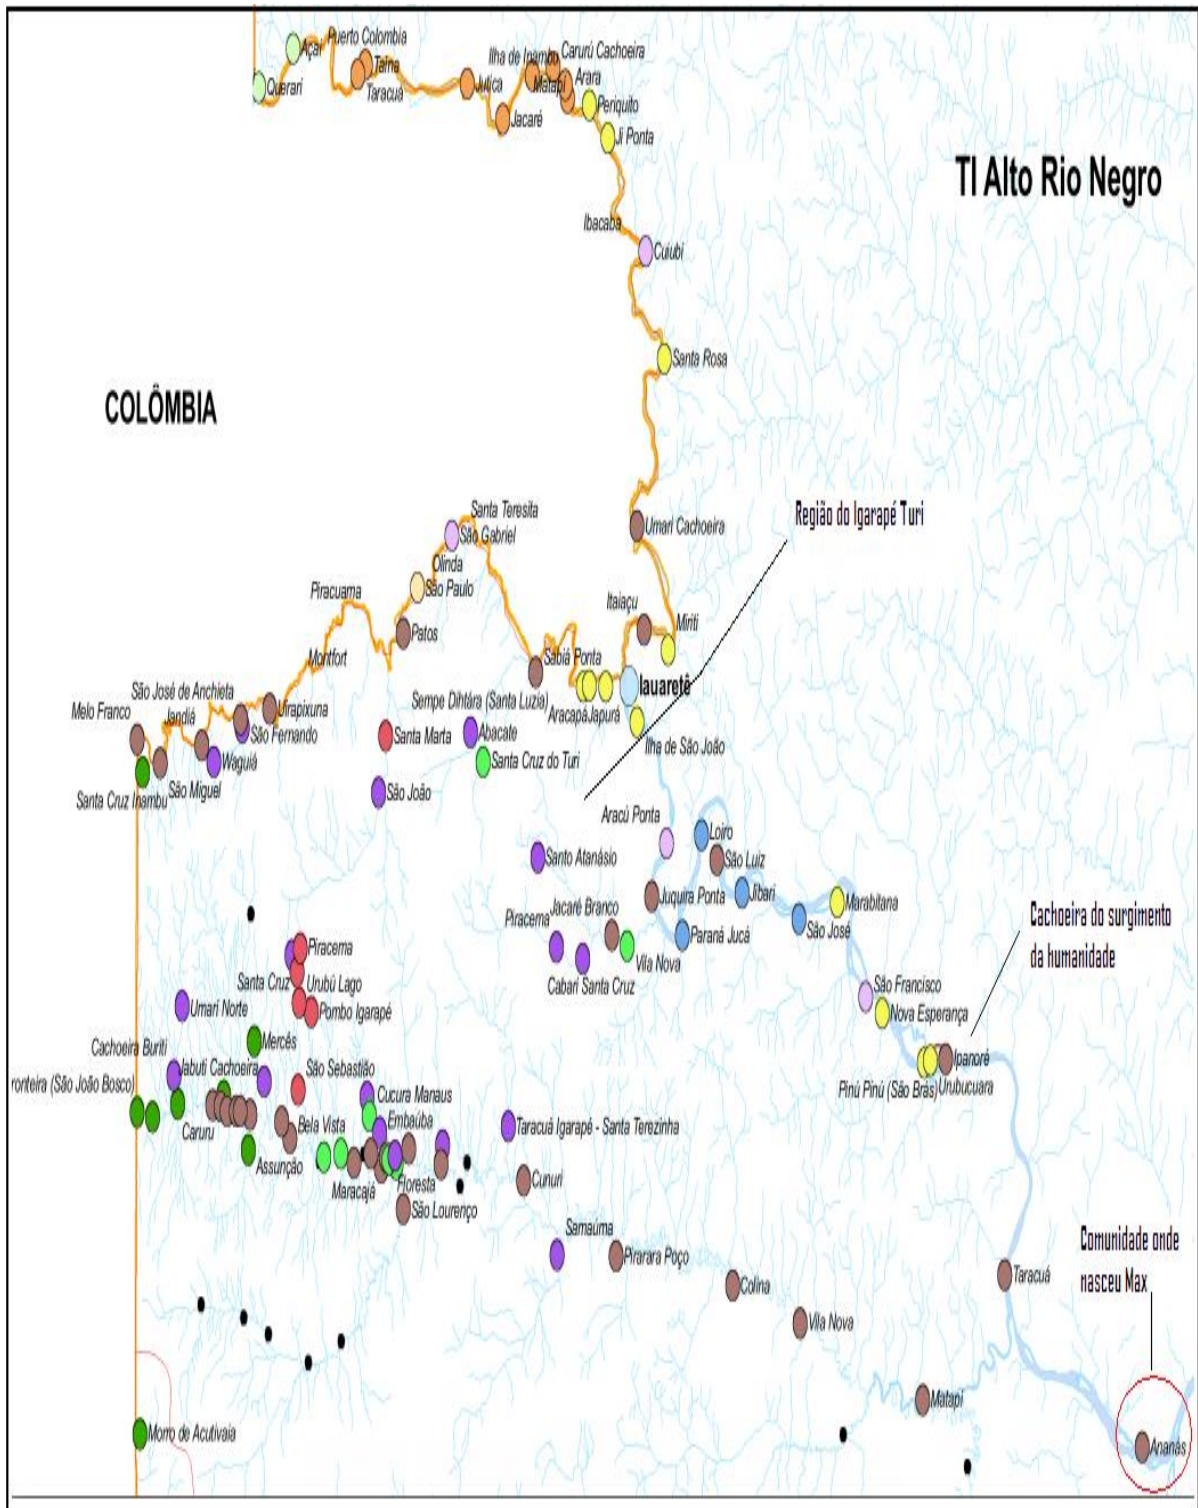 Açaí
Puerto Colombia
Taína
Querari
Taracuá
Jutica
Ilha de Inambú
Carurú Cachoeira
Matapí
Arara
Jacaré
Periquito
Ji Ponta
TI Alto Rio Negro
Ibacaba
Cuiubi
Santa Rosa
COLÔMBIA
Região do Igarapé Turi
Santa Teresita
São Gabriel
Umari Cachoeira
Olinda
São Paulo
Piracuama
Patos
Itaiaçu
Miriti
Montfort
Sabiá Ponta
Iauaretê
São José de Anchieta
Jandiá
Melo Franco
Uirapixuna
São Fernando
Sempe Dihtára (Santa Luzia)
Aracapá
Japurá
Santa Marta
Abacate
Ilha de São João
Waguiá
São Miguel
Santa Cruz Inambu
Santa Cruz do Turi
São João
Aracú Ponta
Loiro
Santo Atanásio
São Luiz
Juquira Ponta
Jibari
Marabitana
Jacaré Branco
Piracema
Paraná Jucá
São José
Vila Nova
Cabari Santa Cruz
Cachoeira do surgimento
da humanidade
Piracema
Santa Cruz
Urubú Lago
Pombo Igarapé
Umari Norte
São Francisco
Nova Esperança
Mercês
Cachoeira Buriti
Jabuti Cachoeira
São Sebastião
ronteira (São João Bosco)
Ipanoré
Pinú Pinú (São Brás)
Urubucuara
Cucura Manaus
Embaúba
Taracuá Igarapé - Santa Terezinha
Caruru
Bela Vista
Assunção
Maracajá
Floresta
Cunuri
São Lourenço
Samaúma
Pirarara Poço
Colina
Vila Nova
Taracuá
Comunidade onde
nasceu Max
Matapi
Morro de Acutivaia
Ananás